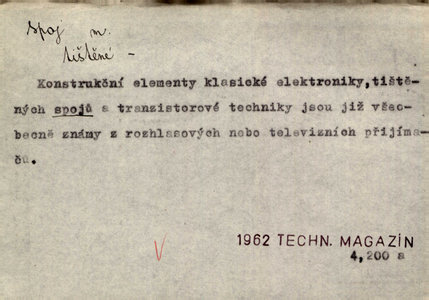 spoj m.
tištěné -
Konstrukční elementy klasické elektroniky, tiště-
ných spojů a tranzistorové techniky jsou již všeo-
becně známy z rozhlasových nebo televizních přijíma-
čů.
1962 TECHN. MAGAZÍN
4, 200 a